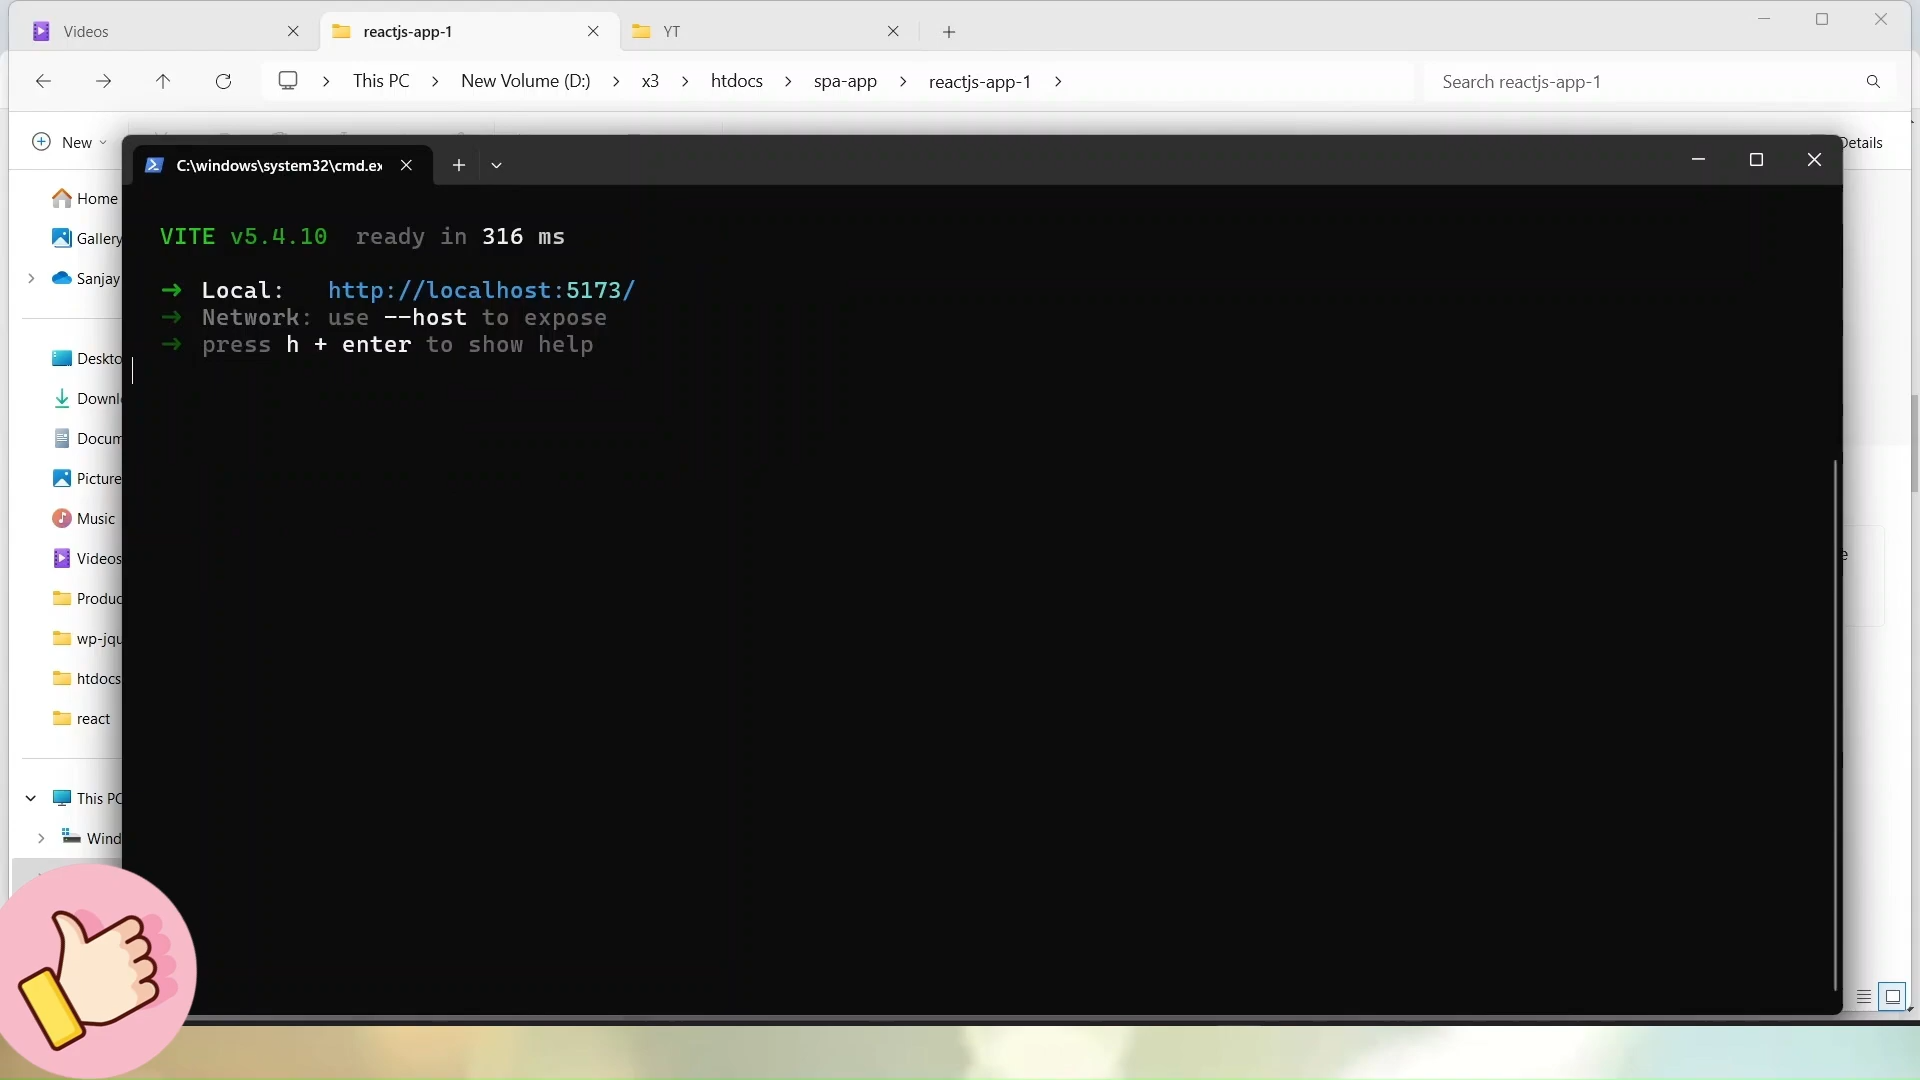 Videos
reactjs-app-1
YT
This PC
New Volume (D:)
x3
htdocs
spa-app
reactjs-app-1
Search reactjs-app-1
New
Details
C:\windows\system32\cmd.ex
Home
Gallery
Sanjay
Deskto
Downl
Docum
Picture
Music
Videos
Produc
wp-jqu
htdocs
react
This PC
Wind
VITE v5.4.10 ready in 316 ms
➜ Local: http://localhost:5173/
➜ Network: use --host to expose
➜ press h + enter to show help
e